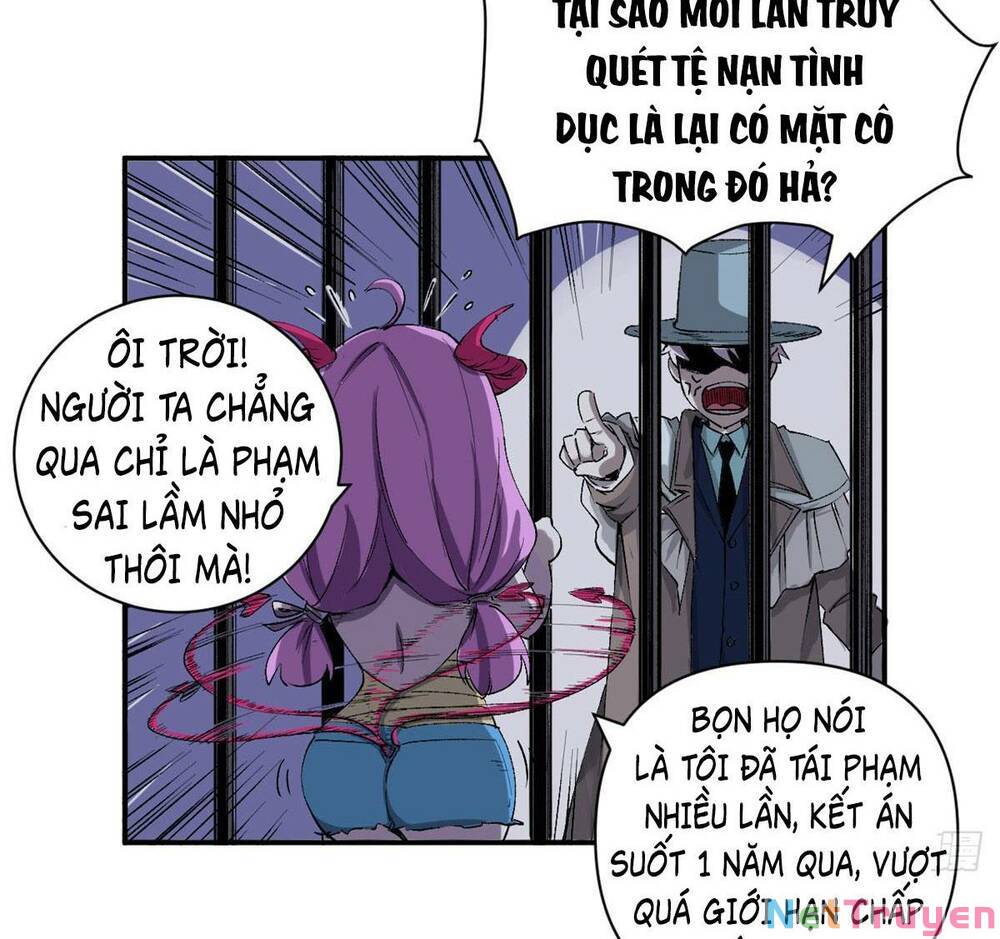 TẠI SAO MỖI LẦN TRUY
QUÉT TỆ NẠN TÌNH
DỤC LÀ LẠI CÓ MẶT CÔ
TRONG ĐÓ HẢ?
ÔI TRỜI!
NGƯỜI TA CHẲNG
QUA CHỈ LÀ PHẠM
SAI LẦM NHỎ
THÔI MÀ!
BỌN HỌ NÓI
LÀ TÔI ĐÃ TÁI PHẠM
NHIỀU LẦN, KẾT ÁN
SUỐT 1 NĂM QUA, VƯỢT
QUÁ GIỚI HẠN CHẤP
NetTruyen